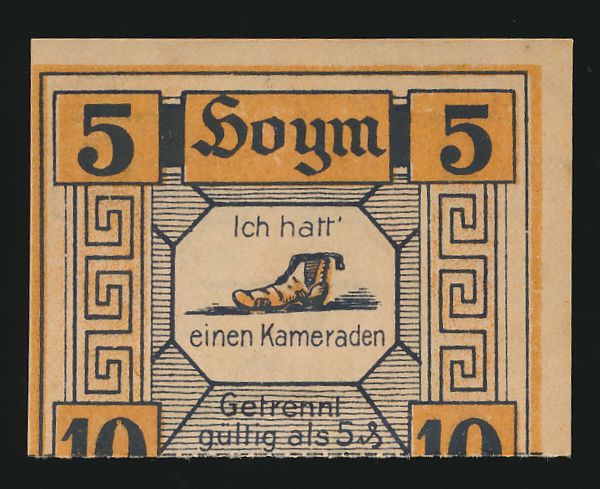 5 Hoym 5
Ich hatt'
einen Kameraden
Getrennt
gültig als 5 ₰
10 10